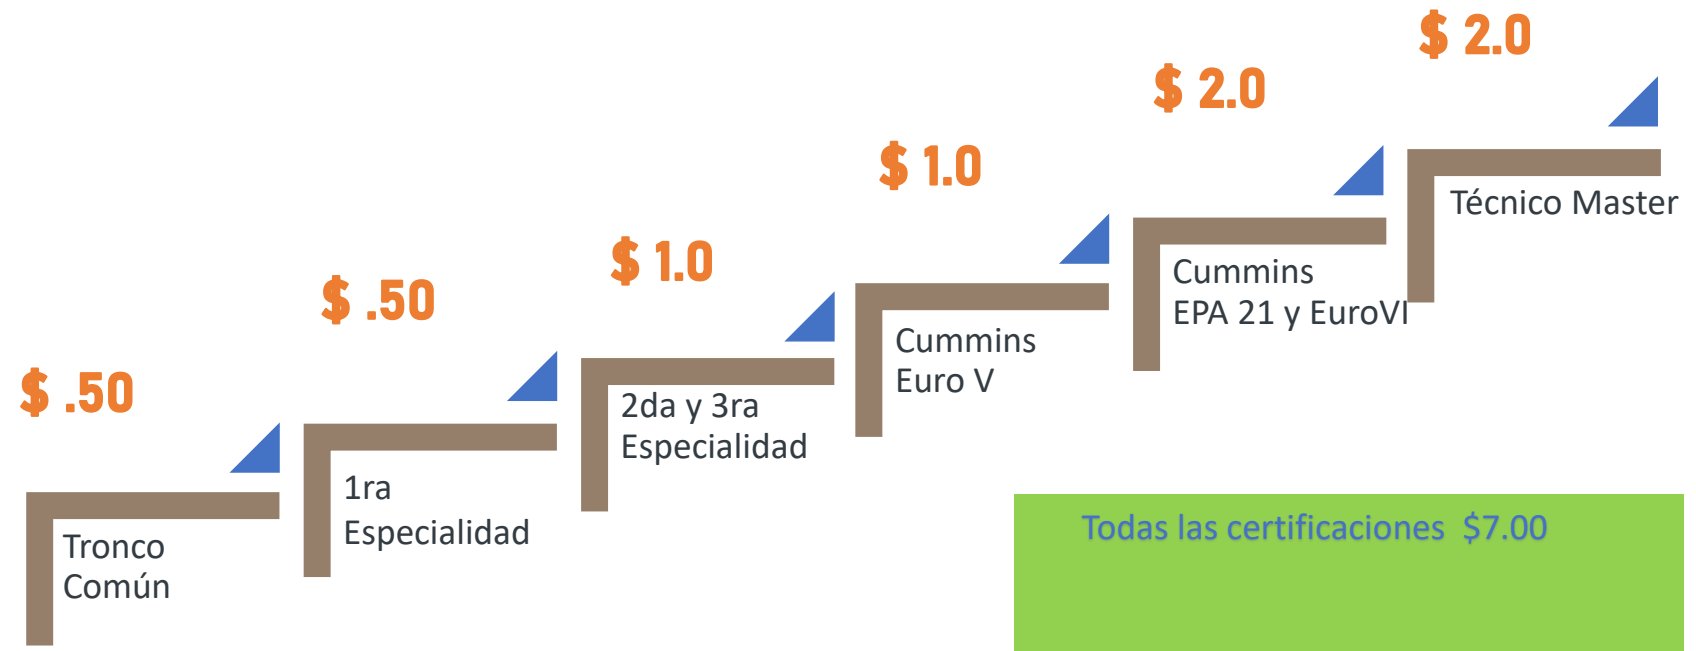 $ .50
Tronco
Común
$ .50
1ra
Especialidad
$ 1.0
2da y 3ra
Especialidad
$ 1.0
Cummins
Euro V
$ 2.0
Cummins
EPA 21 y EuroVI
$ 2.0
Técnico Master
Todas las certificaciones $7.00